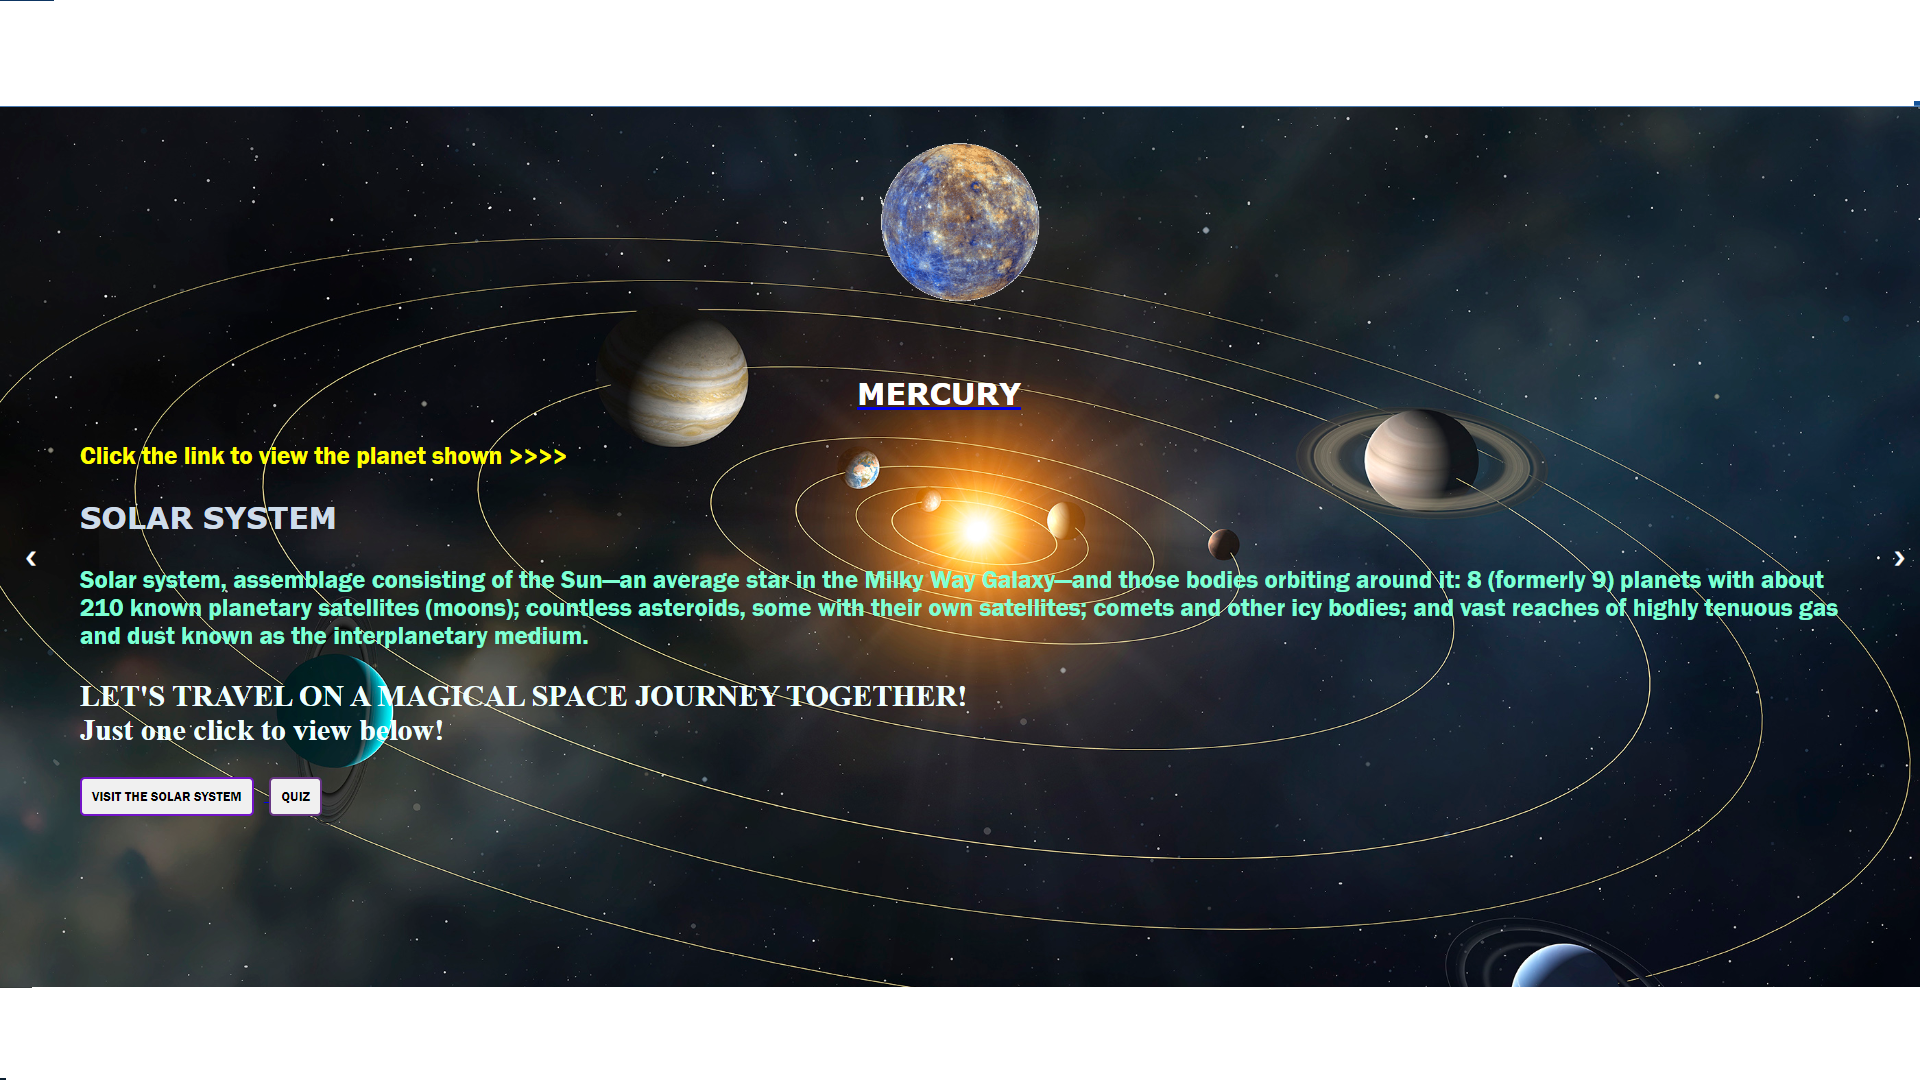 MERCURY
Click the link to view the planet shown >>>>
SOLAR SYSTEM
Solar system, assemblage consisting of the Sun—an average star in the Milky Way Galaxy—and those bodies orbiting around it: 8 (formerly 9) planets with about
210 known planetary satellites (moons); countless asteroids, some with their own satellites; comets and other icy bodies; and vast reaches of highly tenuous gas
and dust known as the interplanetary medium.
LET'S TRAVEL ON A MAGICAL SPACE JOURNEY TOGETHER!
Just one click to view below!
VISIT THE SOLAR SYSTEM QUIZ